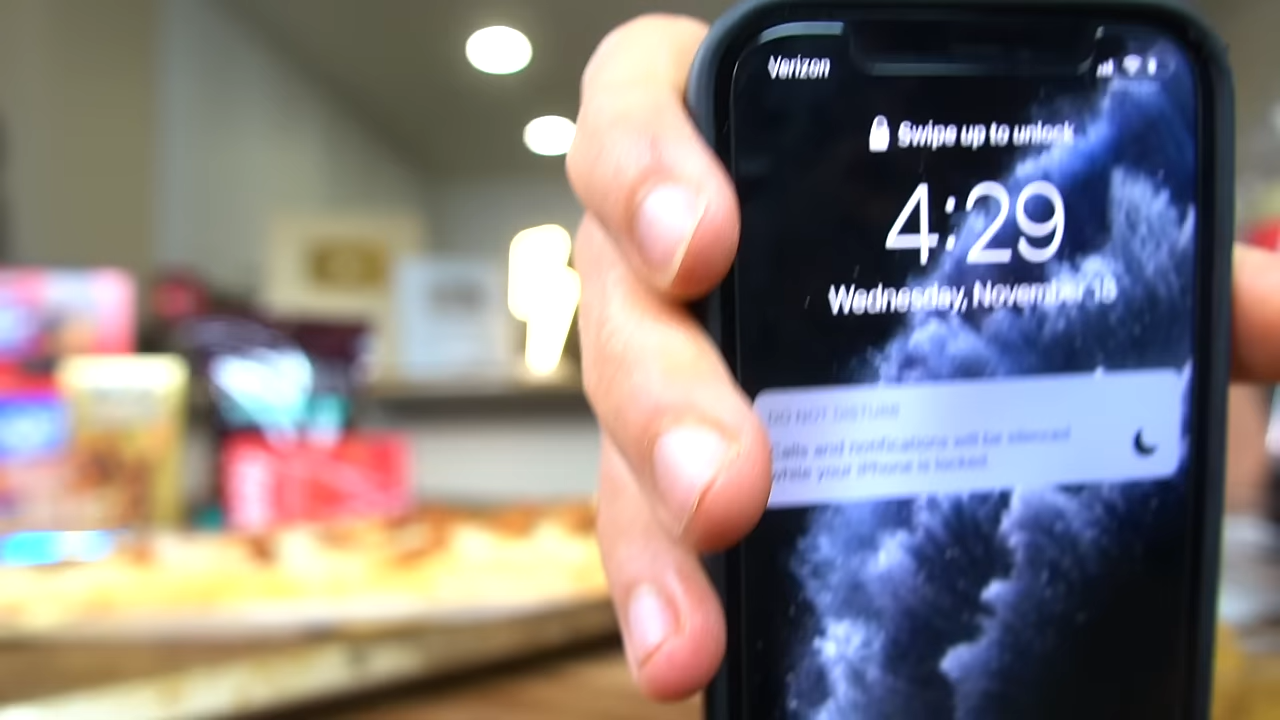 Verizon
Swipe up to unlock
4:29
Wednesday, November 18
DO NOT DISTURB
Calls and notifications will be silenced
while your iPhone is locked.